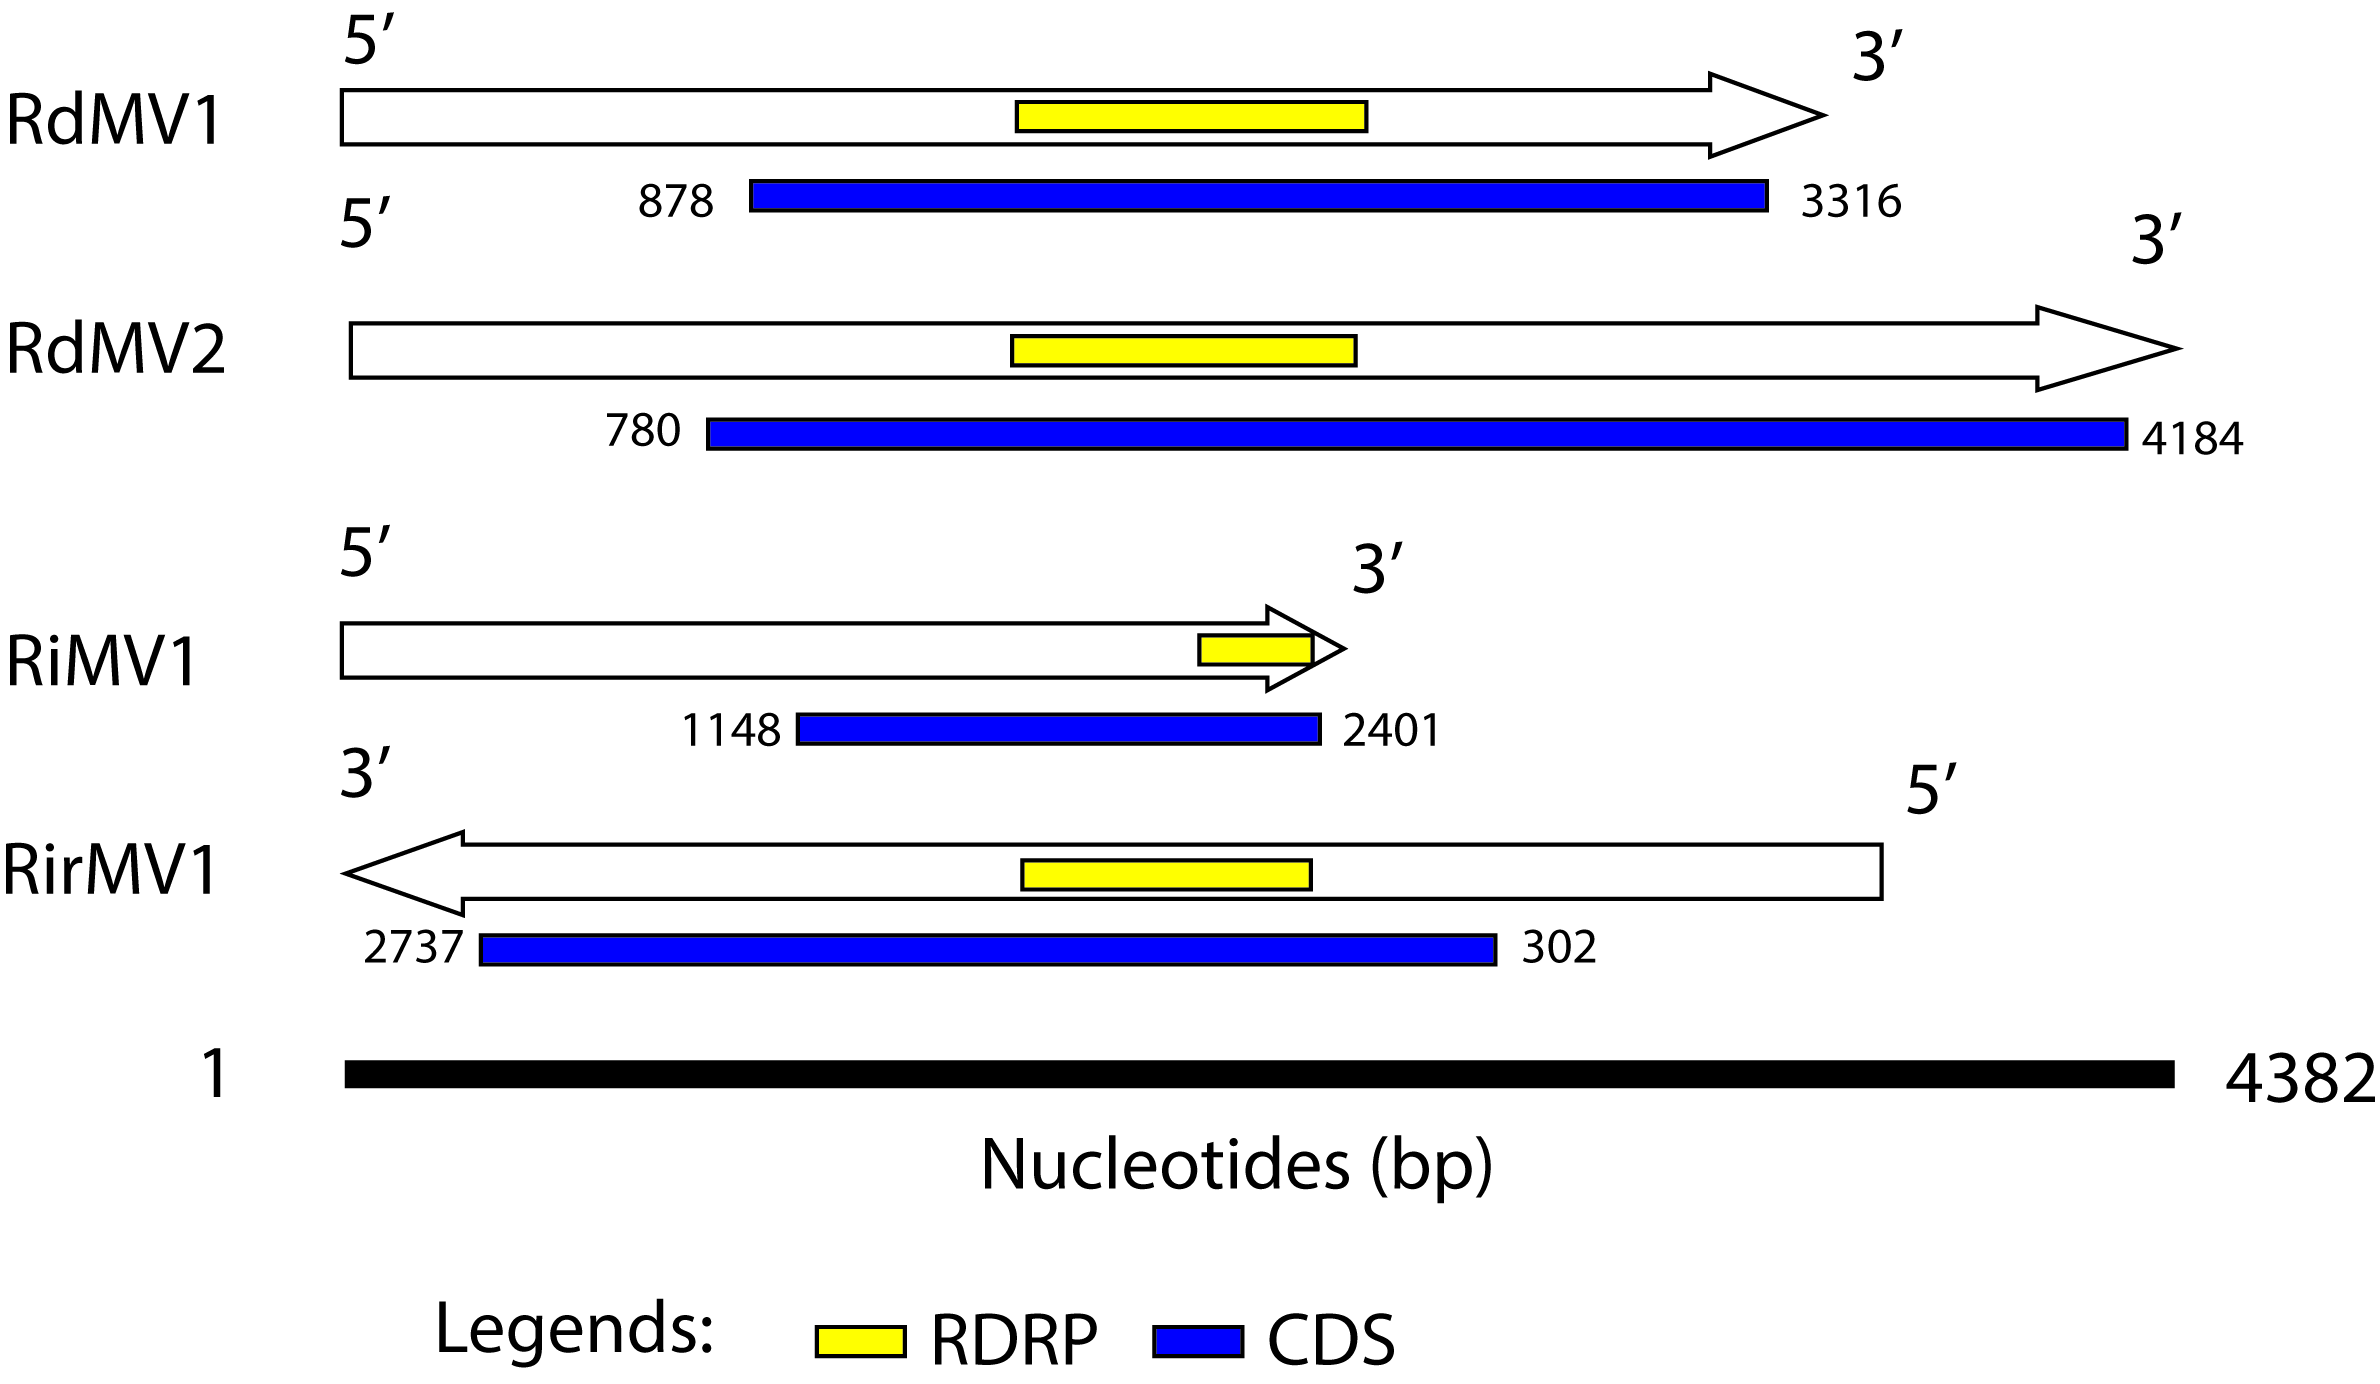 5′ 3′
RdMV1
878 3316
5′ 3′
RdMV2
780 4184
5′ 3′
RiMV1
1148 2401
3′ 5′
RirMV1
2737 302
1 4382
Nucleotides (bp)
Legends: RDRP CDS